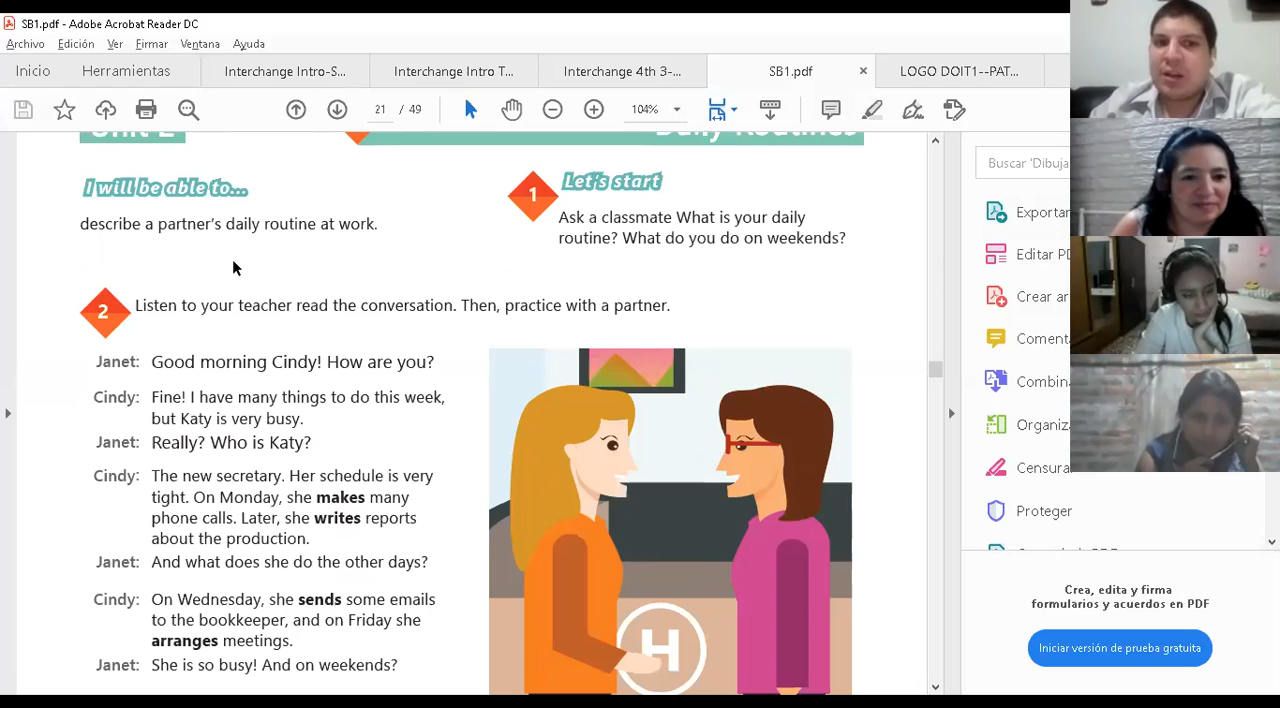 SB1.pdf - Adobe Acrobat Reader DC
Archivo Edición Ver Firmar Ventana Ayuda
Inicio Herramientas Interchange Intro-S... Interchange Intro T... Interchange 4th 3-... SB1.pdf × LOGO DOIT1--PAT...
21 / 49 104%
Unit 2 Daily Routines
I will be able to...
describe a partner's daily routine at work.
1 Let's start
Ask a classmate What is your daily
routine? What do you do on weekends?
2 Listen to your teacher read the conversation. Then, practice with a partner.
Janet: Good morning Cindy! How are you?
Cindy: Fine! I have many things to do this week,
but Katy is very busy.
Janet: Really? Who is Katy?
Cindy: The new secretary. Her schedule is very
tight. On Monday, she makes many
phone calls. Later, she writes reports
about the production.
Janet: And what does she do the other days?
Cindy: On Wednesday, she sends some emails
to the bookkeeper, and on Friday she
arranges meetings.
Janet: She is so busy! And on weekends?
H
Buscar 'Dibuja
Exportar
Editar PD
Crear ar
Comenta
Combin
Organiz
Censura
Proteger
Crea, edita y firma
formularios y acuerdos en PDF
Iniciar versión de prueba gratuita